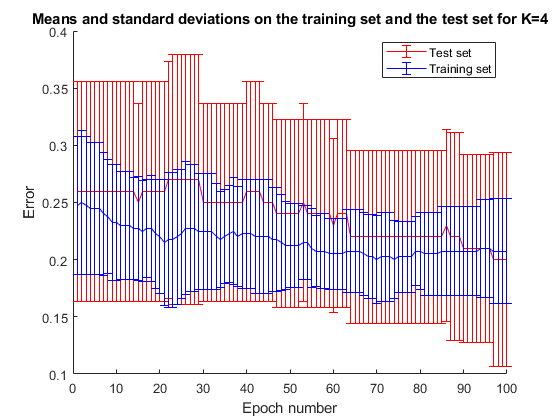 Means and standard deviations on the training set and the test set for K=4
Test set
Training set
Error
0.4
0.35
0.3
0.25
0.2
0.15
0.1
0 10 20 30 40 50 60 70 80 90 100
Epoch number